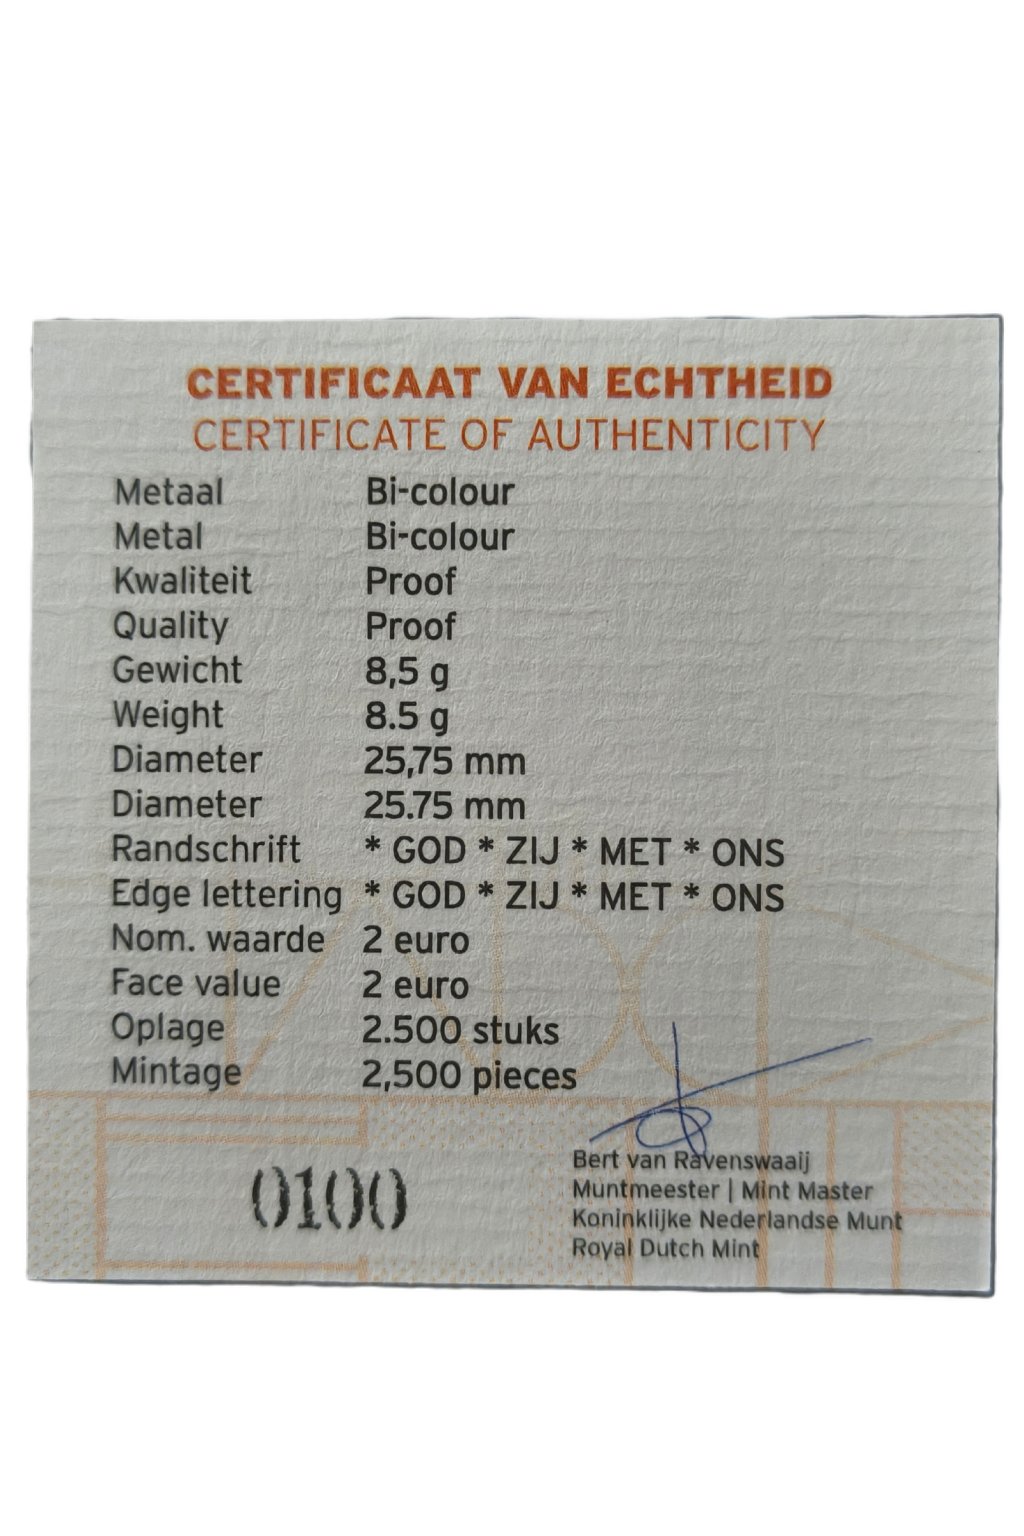 CERTIFICAAT VAN ECHTHEID
CERTIFICATE OF AUTHENTICITY
Metaal Bi-colour
Metal Bi-colour
Kwaliteit Proof
Quality Proof
Gewicht 8,5 g
Weight 8.5 g
Diameter 25,75 mm
Diameter 25.75 mm
Randschrift * GOD * ZIJ * MET * ONS
Edge lettering * GOD * ZIJ * MET * ONS
Nom. waarde 2 euro
Face value 2 euro
Oplage 2.500 stuks
Mintage 2,500 pieces
0100
Bert van Ravenswaaij
Muntmeester | Mint Master
Koninklijke Nederlandse Munt
Royal Dutch Mint